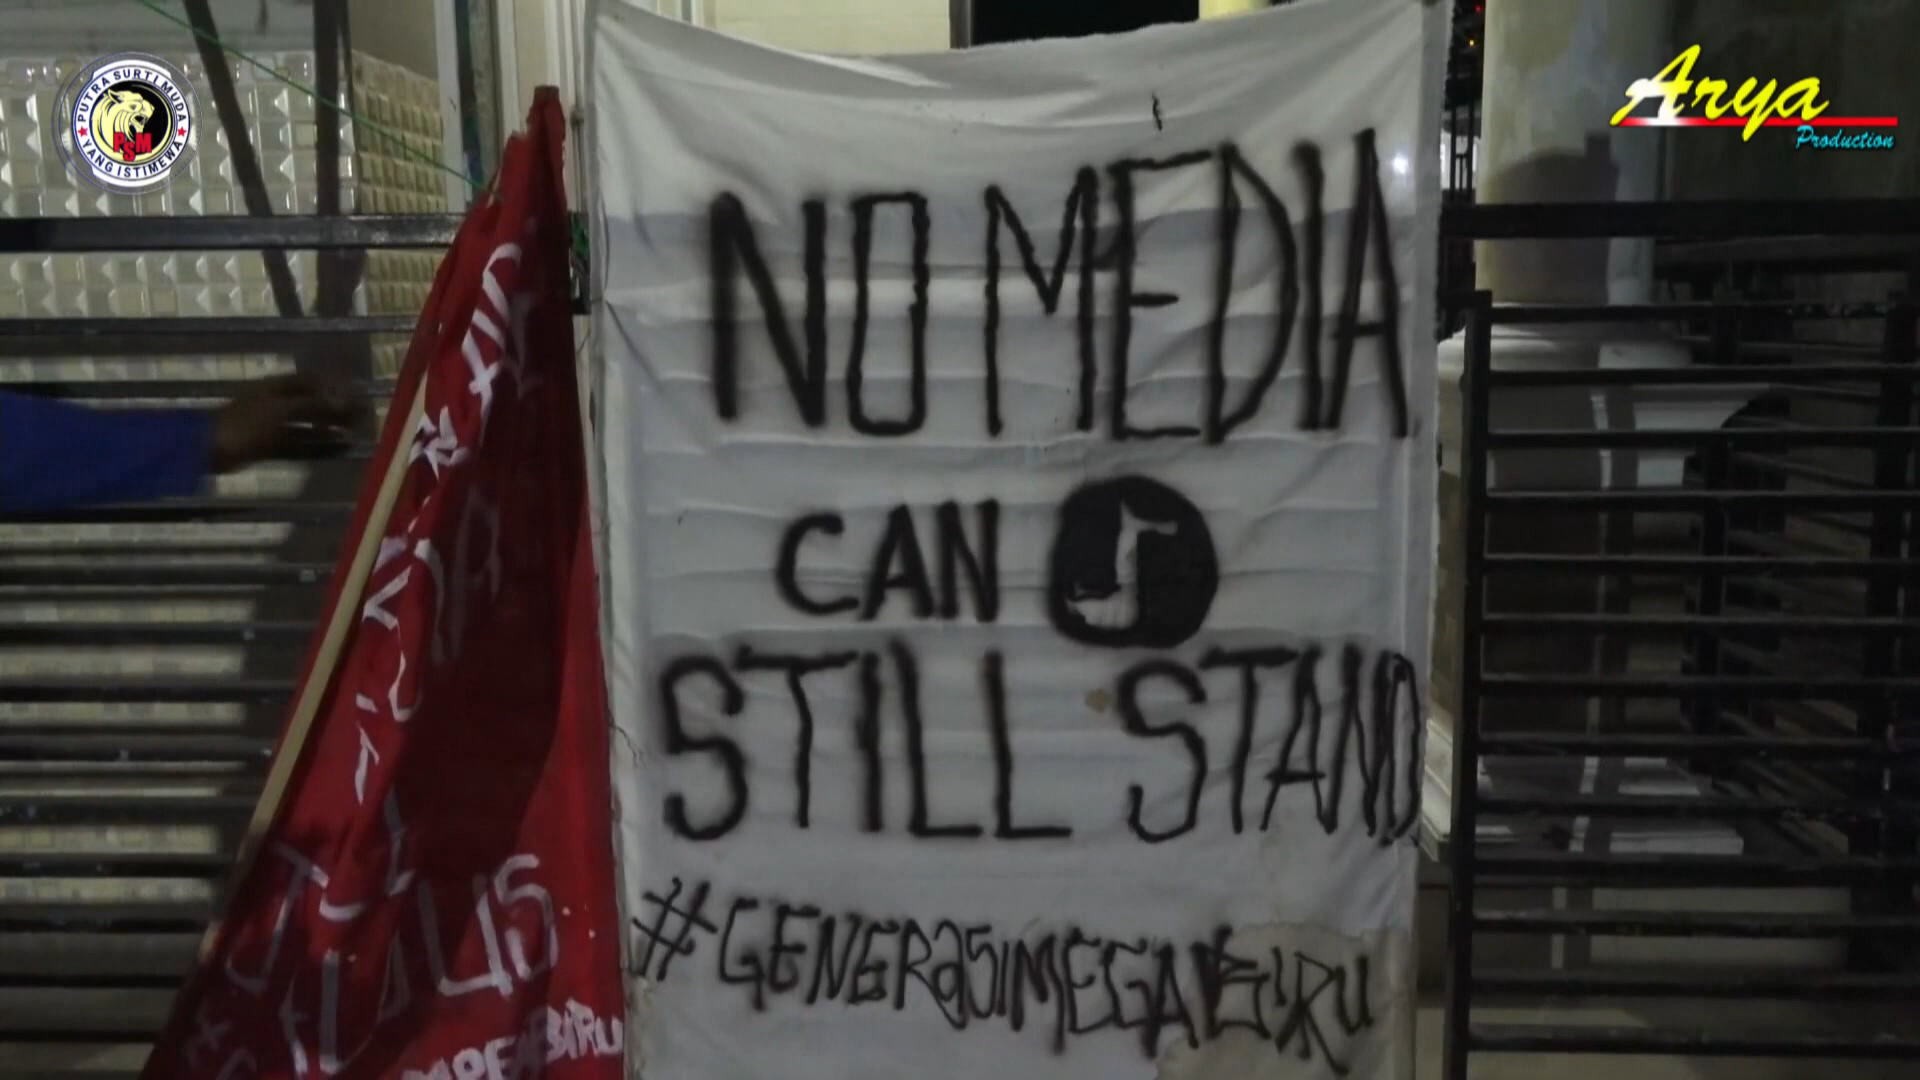 PUTRA SURTI MUDA
PSM
YANG ISTIMEWA
Arya
Production
NO MEDIA
CAN
STILL STAND
#GENERaSiMEGABIRU